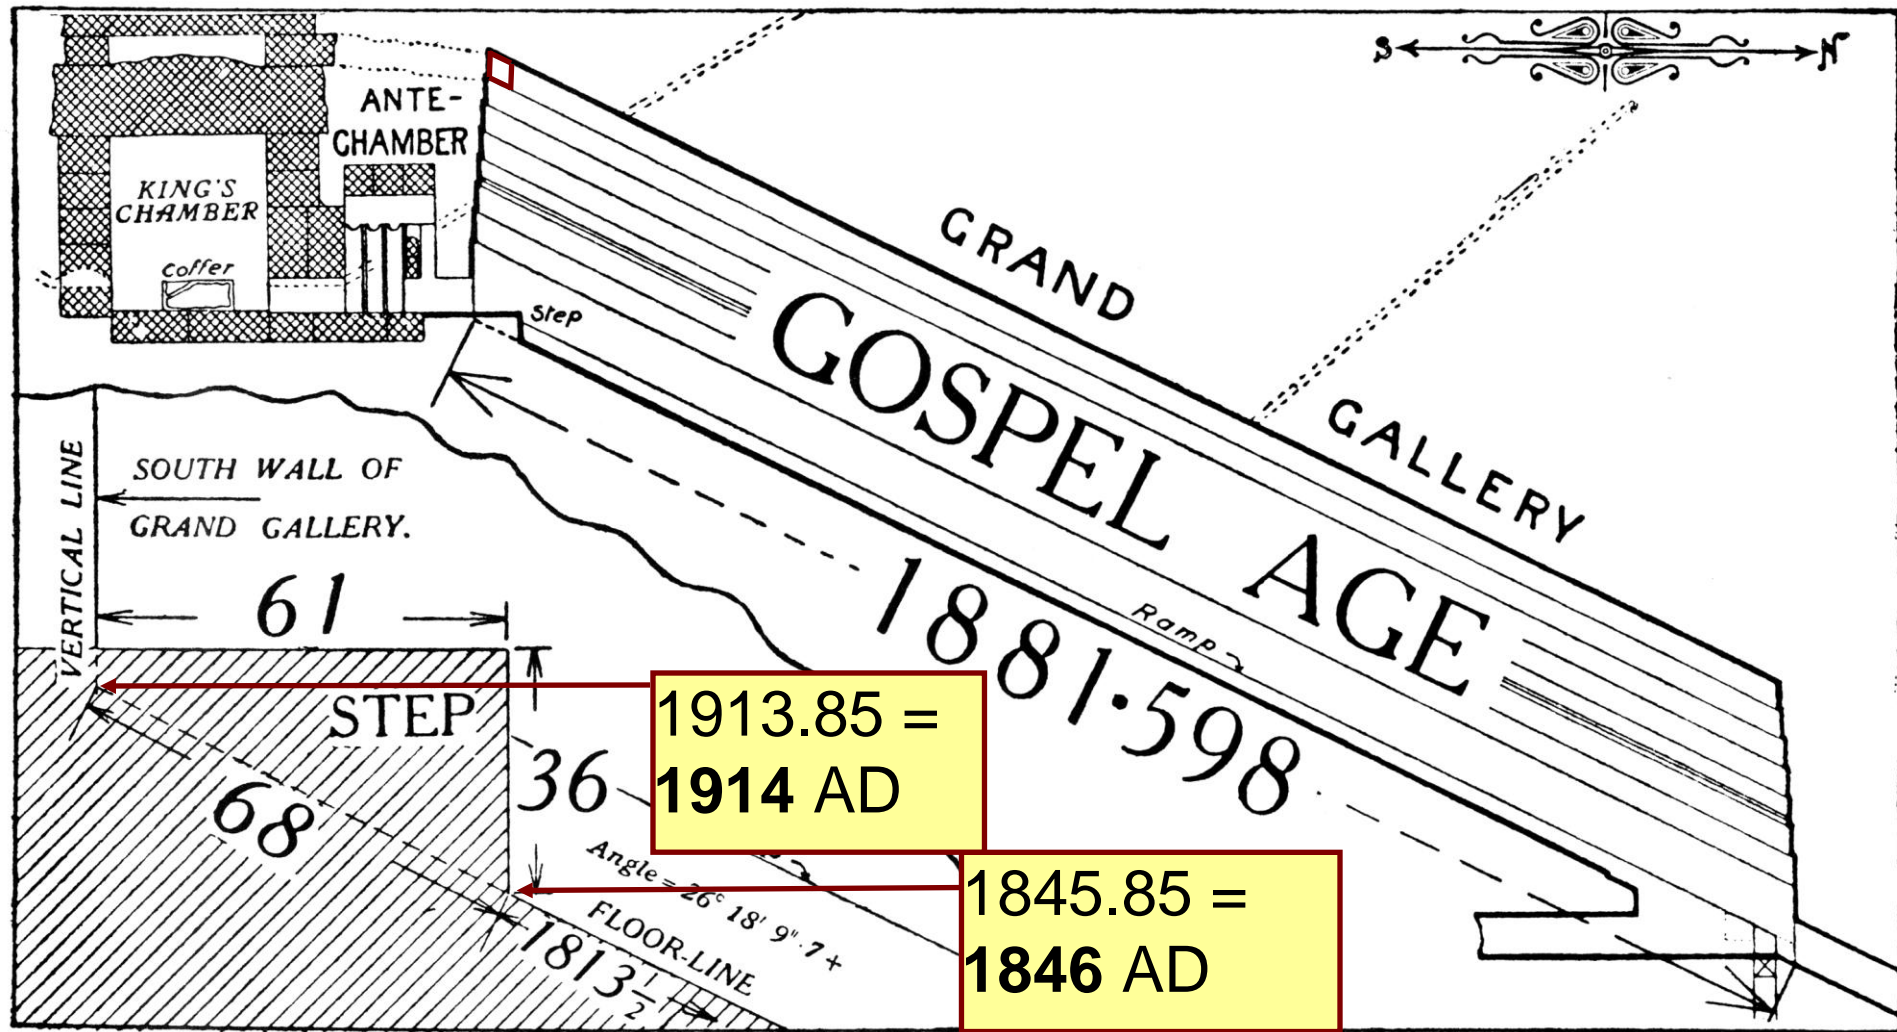 S N
ANTE-
CHAMBER
KING'S
CHAMBER
Coffer
Step
GRAND
GALLERY
GOSPEL AGE
Ramp
1881·598
VERTICAL LINE
SOUTH WALL OF
GRAND GALLERY.
61
STEP
36
68
1913.85 =
1914 AD
1845.85 =
1846 AD
Angle = 26° 18' 9".7+
FLOOR-LINE
1813 1/2